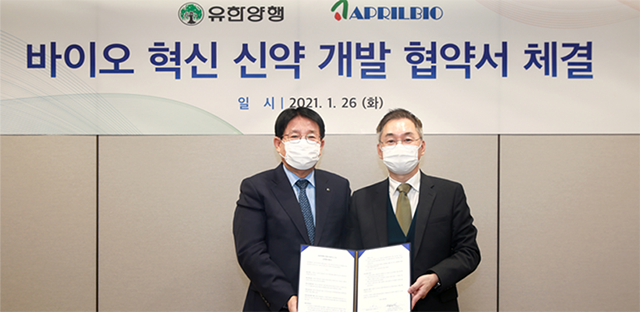 유한양행 APRILBIO
바이오 혁신 신약 개발 협약서 체결
일 시 | 2021. 1. 26 (화)